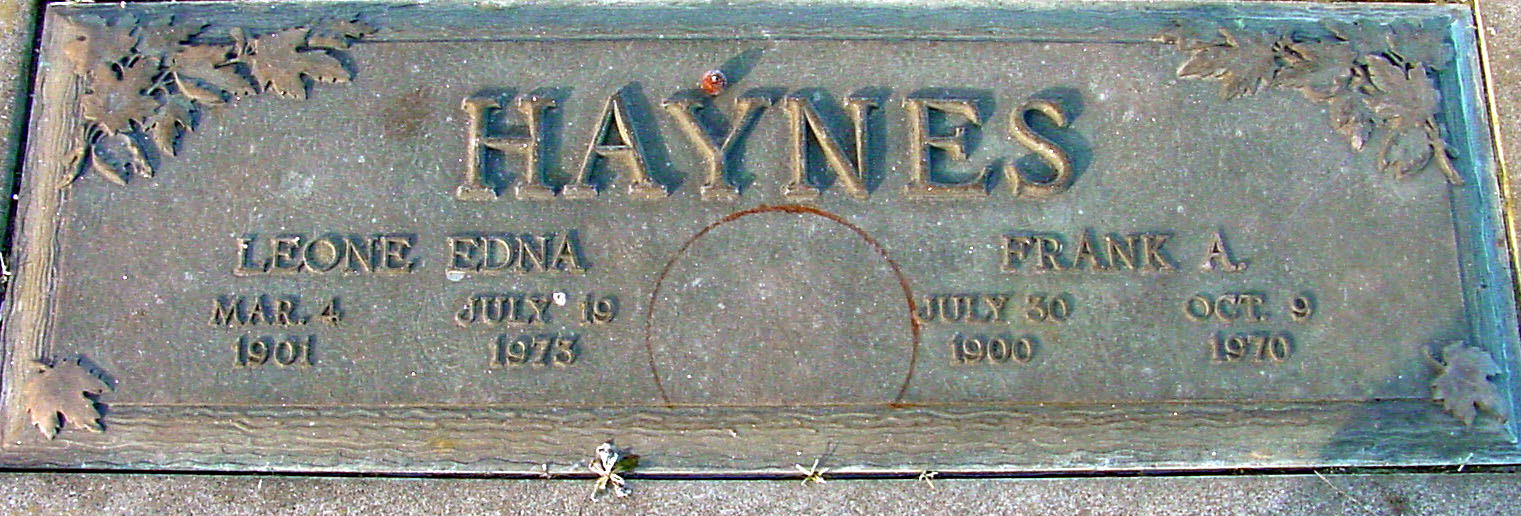 HAYNES
LEONE EDNA
MAR. 4 JULY 19
1901 1973
FRANK A.
JULY 30 OCT. 9
1900 1970